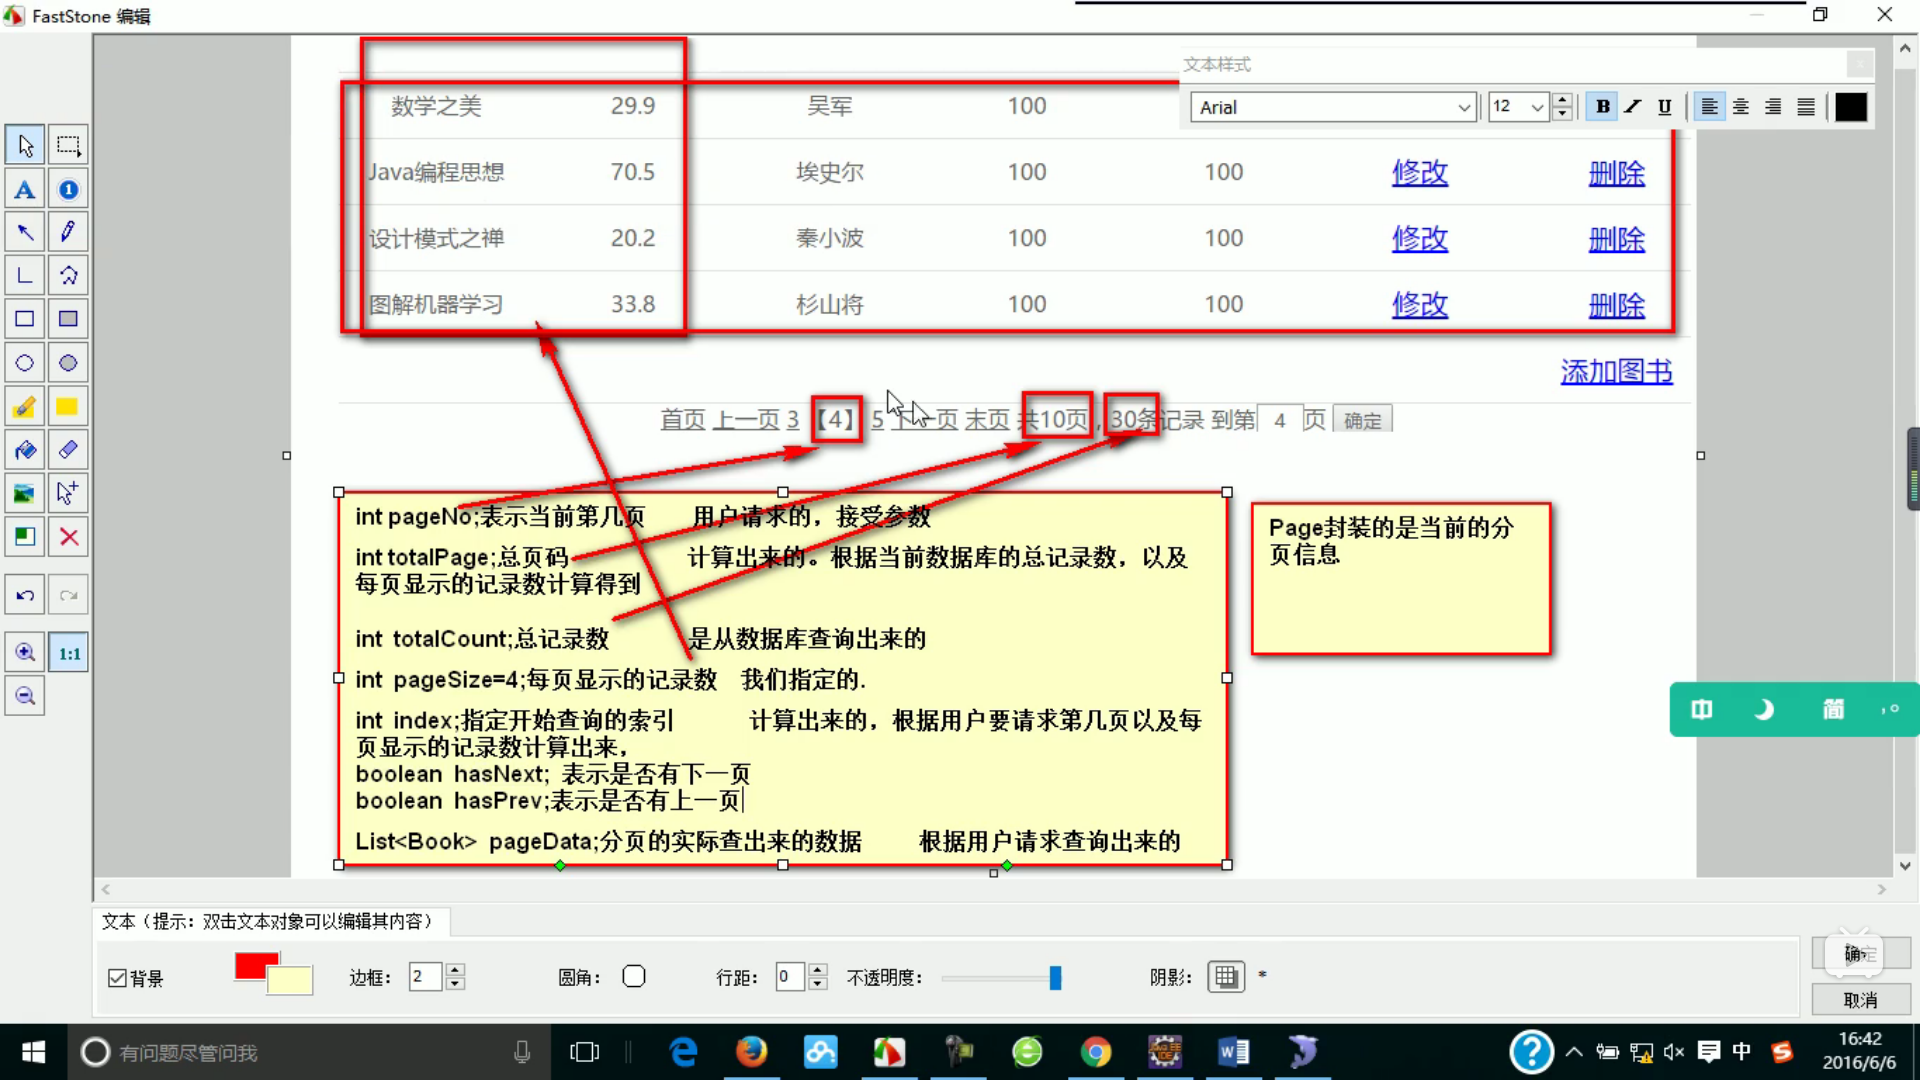 FastStone 编辑
文本样式
Arial
12
B I U
数学之美 29.9 吴军 100
Java编程思想 70.5 埃史尔 100 100 修改 删除
设计模式之禅 20.2 秦小波 100 100 修改 删除
图解机器学习 33.8 杉山将 100 100 修改 删除
添加图书
首页 上一页 3 【4】 5 下一页 末页 共10页,30条记录 到第 4 页 确定
int pageNo;表示当前第几页 用户请求的，接受参数
int totalPage;总页码 计算出来的。根据当前数据库的总记录数，以及
每页显示的记录数计算得到
int totalCount;总记录数 是从数据库查询出来的
int pageSize=4;每页显示的记录数 我们指定的.
int index;指定开始查询的索引 计算出来的，根据用户要请求第几页以及每
页显示的记录数计算出来，
boolean hasNext; 表示是否有下一页
boolean hasPrev;表示是否有上一页
List<Book> pageData;分页的实际查出来的数据 根据用户请求查询出来的
Page封装的是当前的分
页信息
A 1
1:1
中 简
文本（提示：双击文本对象可以编辑其内容）
背景 边框: 2 圆角: 行距: 0 不透明度: 阴影: *
确定
取消
有问题尽管问我
中
16:42
2016/6/6